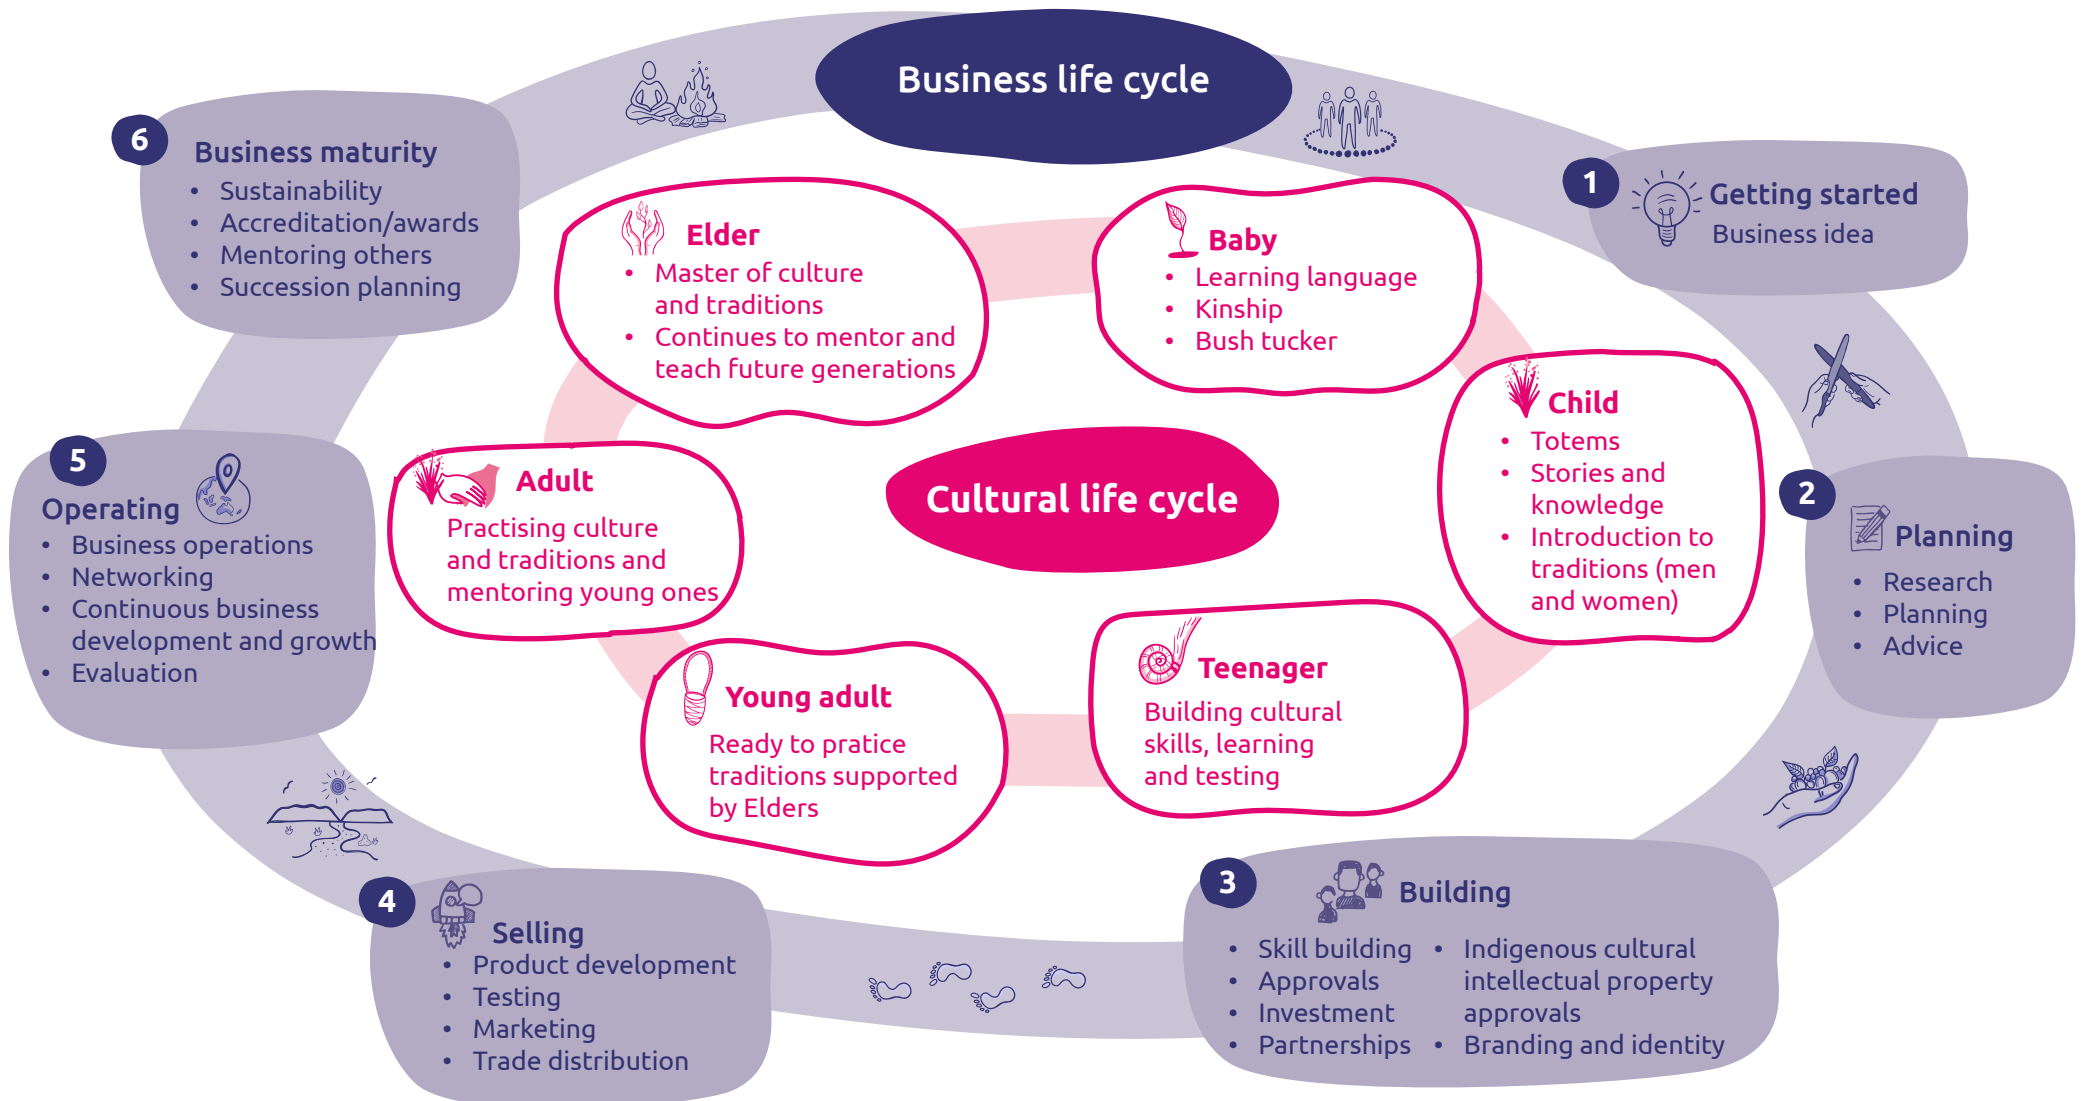 Business life cycle
1
Getting started
Business idea
2
Planning
• Research
• Planning
• Advice
3
Building
• Skill building
• Approvals
• Investment
• Partnerships
• Indigenous cultural
intellectual property
approvals
• Branding and identity
4
Selling
• Product development
• Testing
• Marketing
• Trade distribution
5
Operating
• Business operations
• Networking
• Continuous business
development and growth
• Evaluation
6
Business maturity
• Sustainability
• Accreditation/awards
• Mentoring others
• Succession planning
Cultural life cycle
Baby
• Learning language
• Kinship
• Bush tucker
Child
• Totems
• Stories and
knowledge
• Introduction to
traditions (men
and women)
Teenager
Building cultural
skills, learning
and testing
Young adult
Ready to pratice
traditions supported
by Elders
Adult
Practising culture
and traditions and
mentoring young ones
Elder
• Master of culture
and traditions
• Continues to mentor and
teach future generations